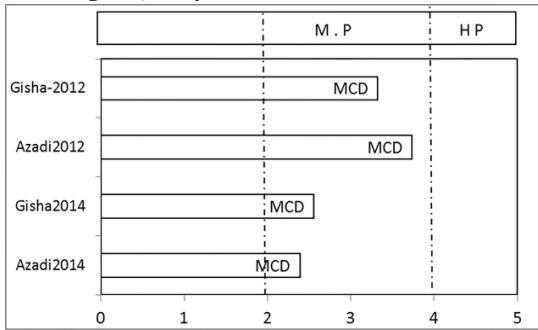 M . P H P
Gisha-2012 MCD
Azadi2012 MCD
Gisha2014 MCD
Azadi2014 MCD
0 1 2 3 4 5